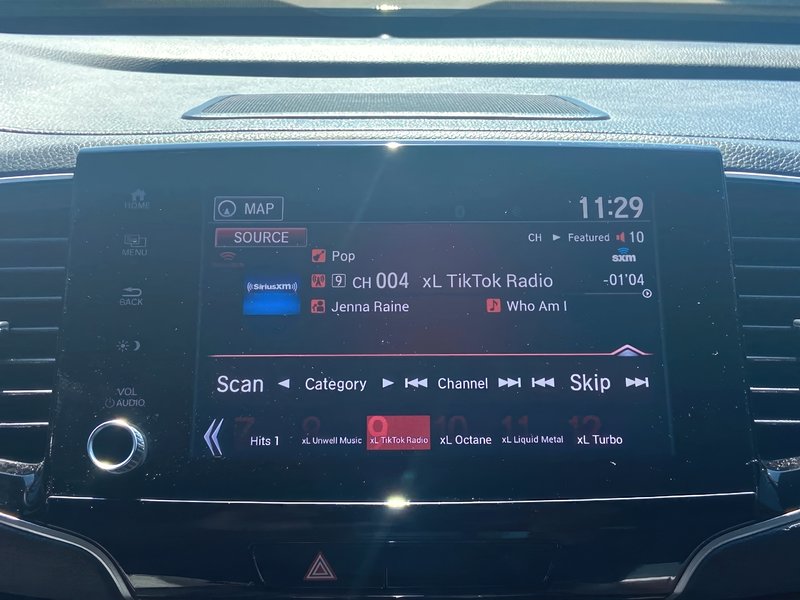 HOME
MAP
11:29
SOURCE
CH ► Featured 10
MENU
Pop
sxm
((SiriusXM))
9 CH 004 xL TikTok Radio -01'04
BACK
Jenna Raine Who Am I
Scan ◄ Category ► Channel Skip
VOL
AUDIO
7 8 9 10 11 12
Hits 1 xL Unwell Music xL TikTok Radio xL Octane xL Liquid Metal xL Turbo